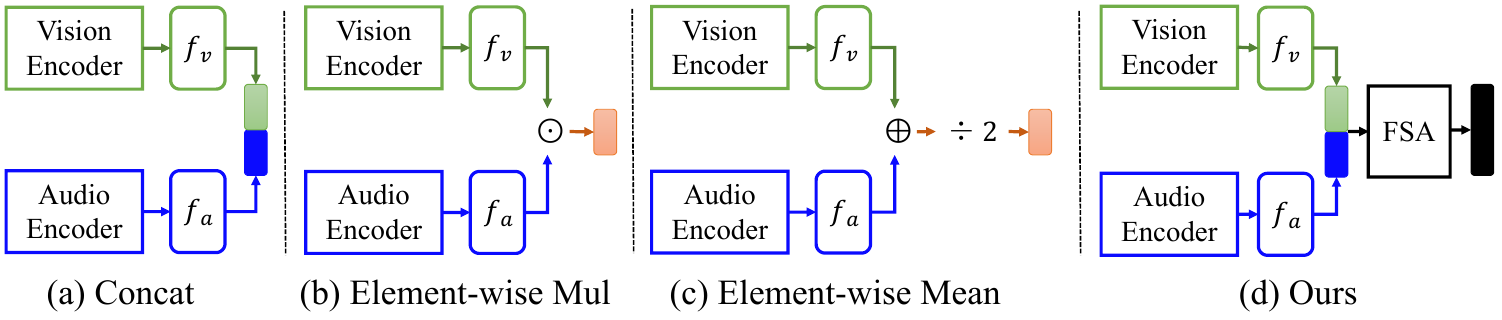 Vision
Encoder
f_v
Audio
Encoder
f_a
(a) Concat
Vision
Encoder
f_v
⊙
Audio
Encoder
f_a
(b) Element-wise Mul
Vision
Encoder
f_v
⊕
÷ 2
Audio
Encoder
f_a
(c) Element-wise Mean
Vision
Encoder
f_v
FSA
Audio
Encoder
f_a
(d) Ours